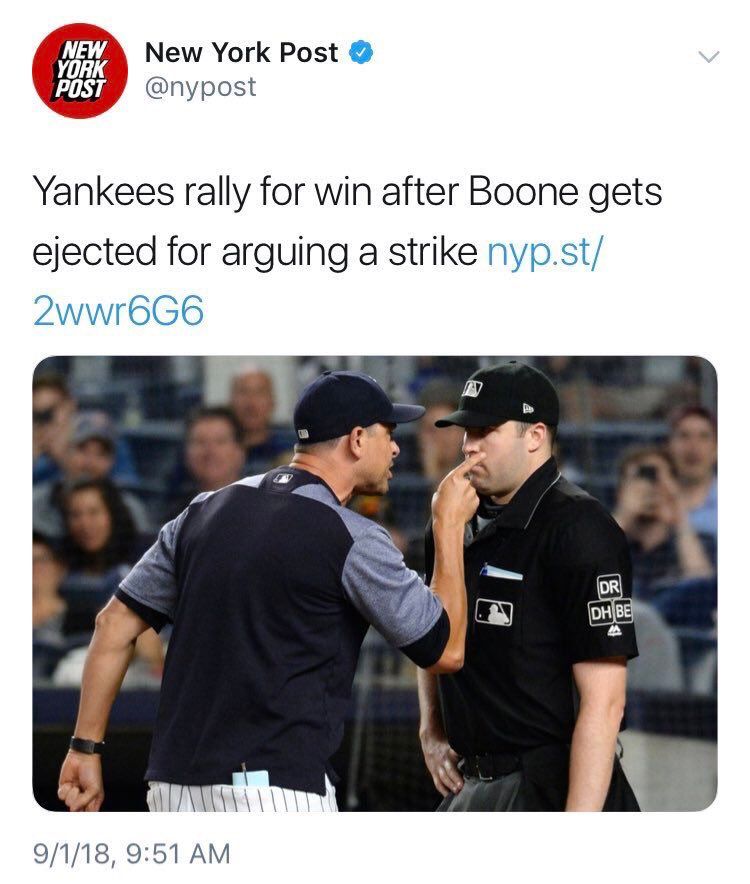 NEW
YORK
POST
New York Post
@nypost
Yankees rally for win after Boone gets
ejected for arguing a strike nyp.st/
2wwr6G6
DR
DH BE
9/1/18, 9:51 AM